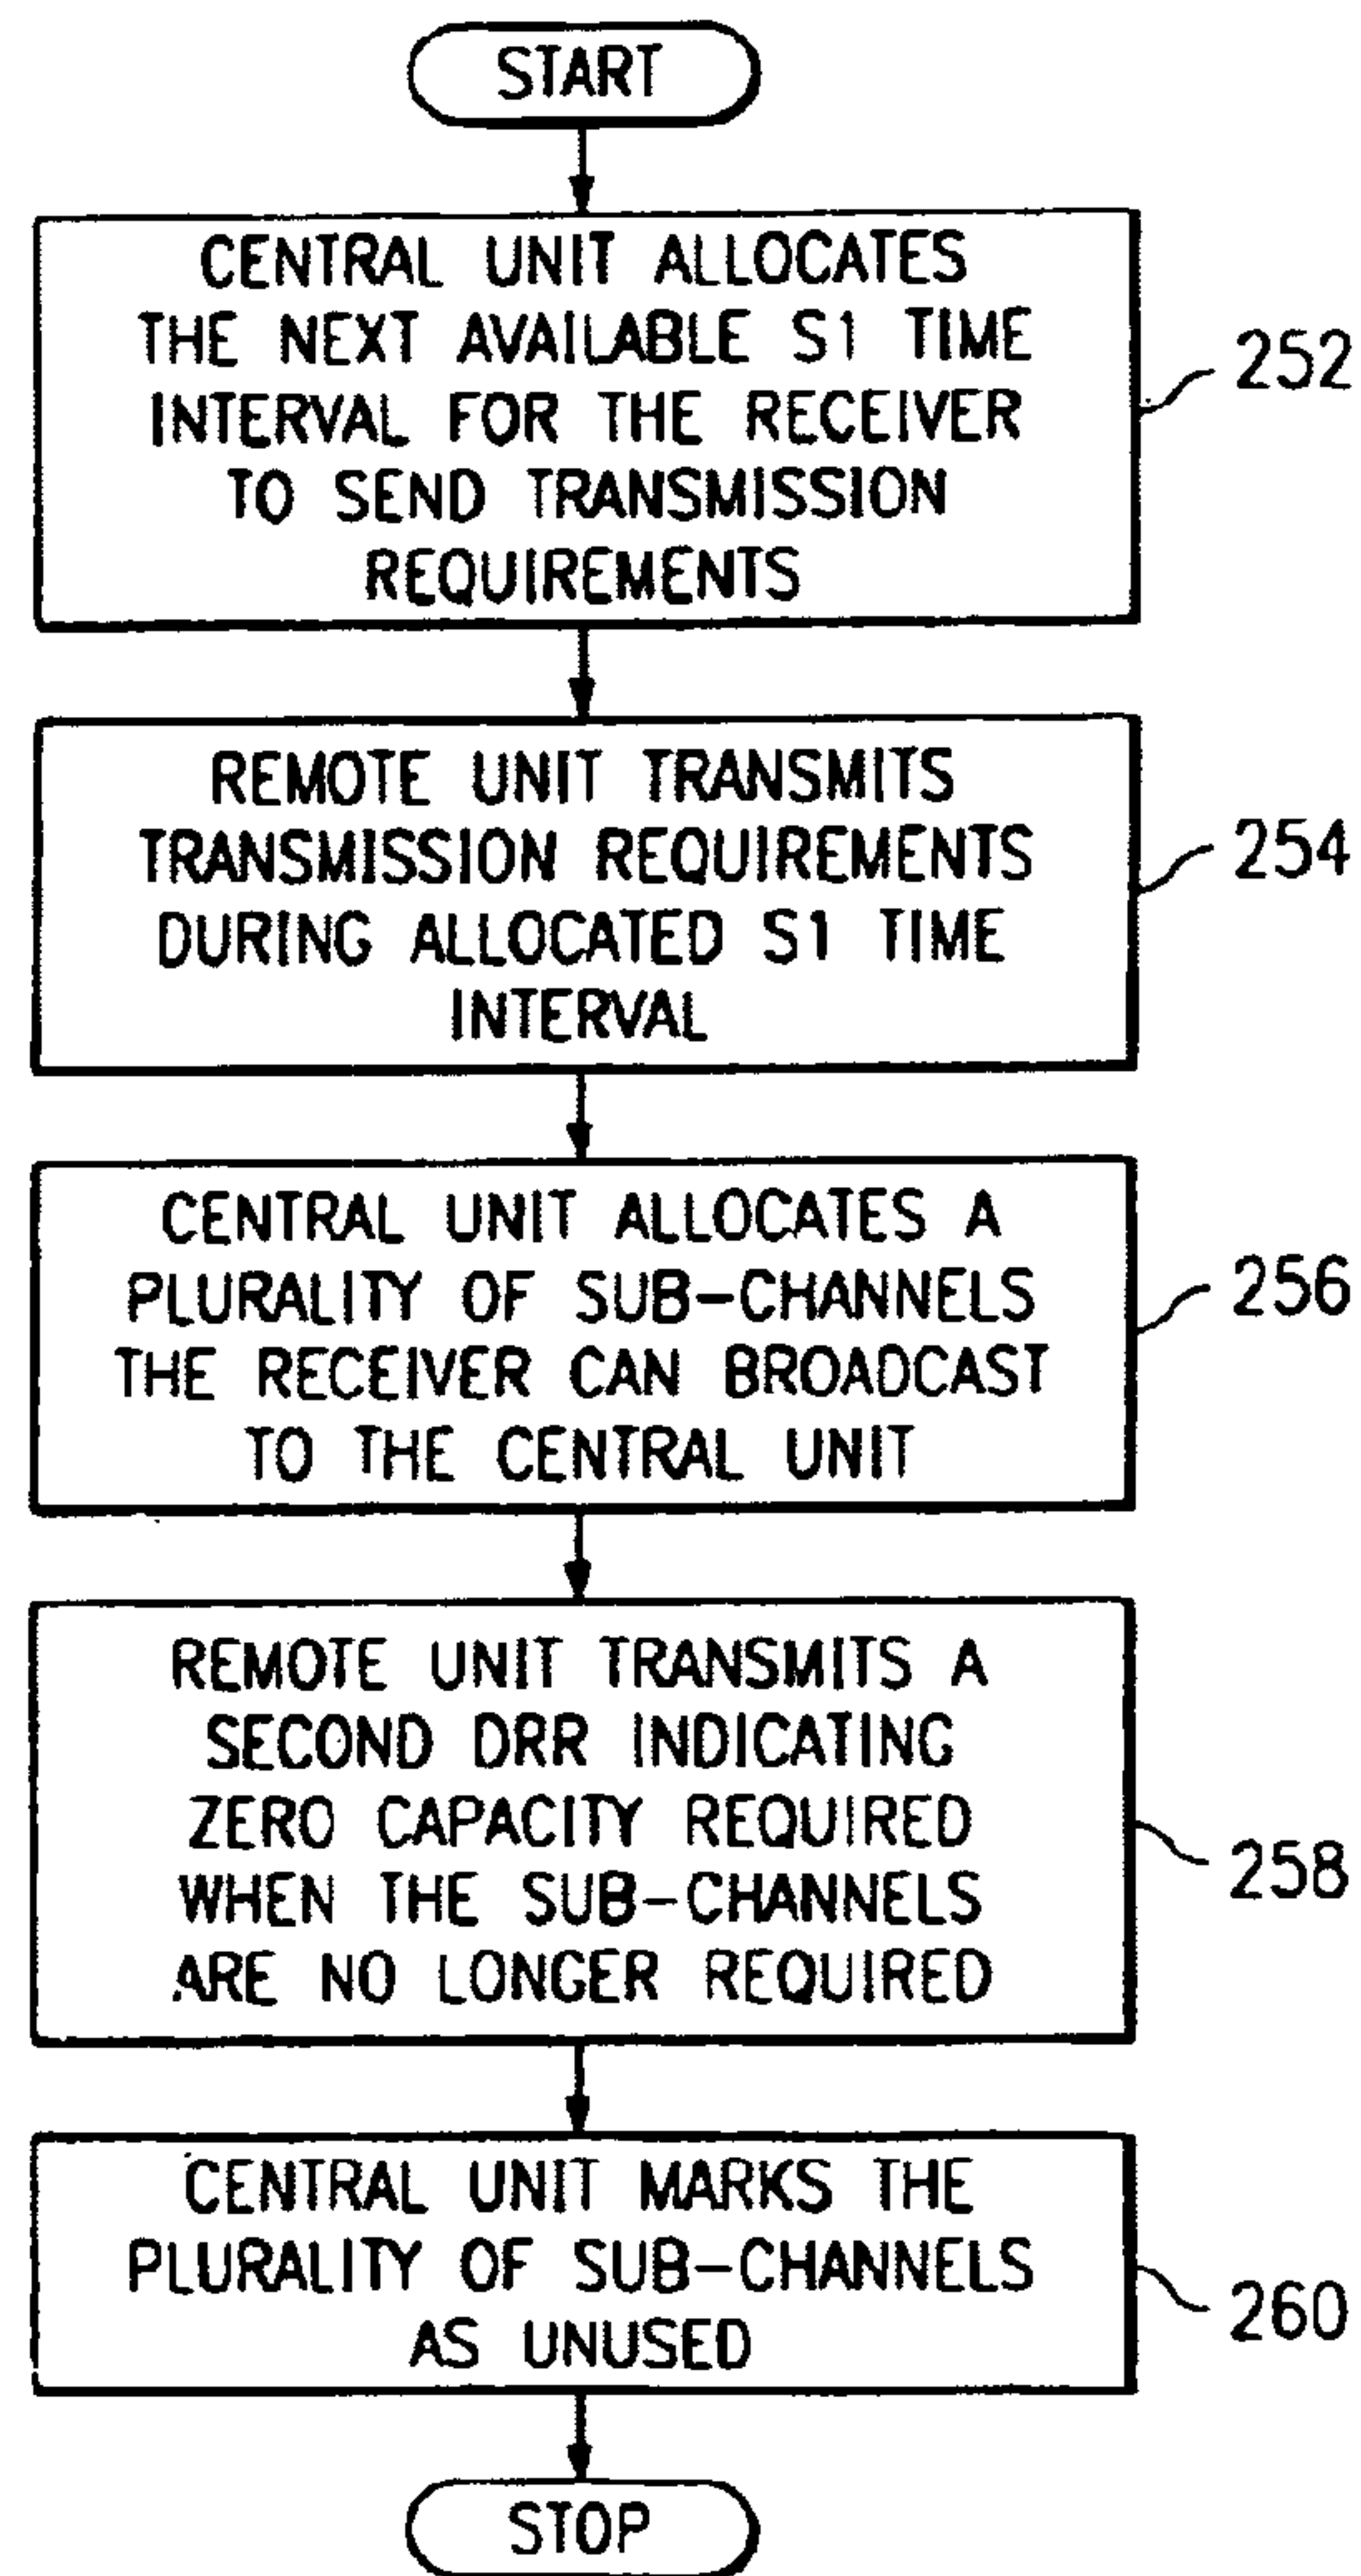 START
CENTRAL UNIT ALLOCATES
THE NEXT AVAILABLE S1 TIME
INTERVAL FOR THE RECEIVER
TO SEND TRANSMISSION
REQUIREMENTS
252
REMOTE UNIT TRANSMITS
TRANSMISSION REQUIREMENTS
DURING ALLOCATED S1 TIME
INTERVAL
254
CENTRAL UNIT ALLOCATES A
PLURALITY OF SUB-CHANNELS
THE RECEIVER CAN BROADCAST
TO THE CENTRAL UNIT
256
REMOTE UNIT TRANSMITS A
SECOND DRR INDICATING
ZERO CAPACITY REQUIRED
WHEN THE SUB-CHANNELS
ARE NO LONGER REQUIRED
258
CENTRAL UNIT MARKS THE
PLURALITY OF SUB-CHANNELS
AS UNUSED
260
STOP